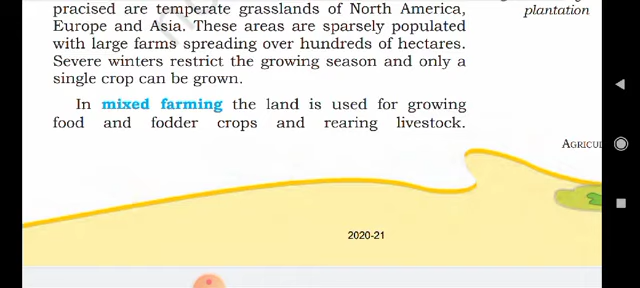 practised are temperate grasslands of North America,
plantation
Europe and Asia. These areas are sparsely populated
with large farms spreading over hundreds of hectares.
Severe winters restrict the growing season and only a
single crop can be grown.
In mixed farming the land is used for growing
food and fodder crops and rearing livestock.
AGRICU
2020-21